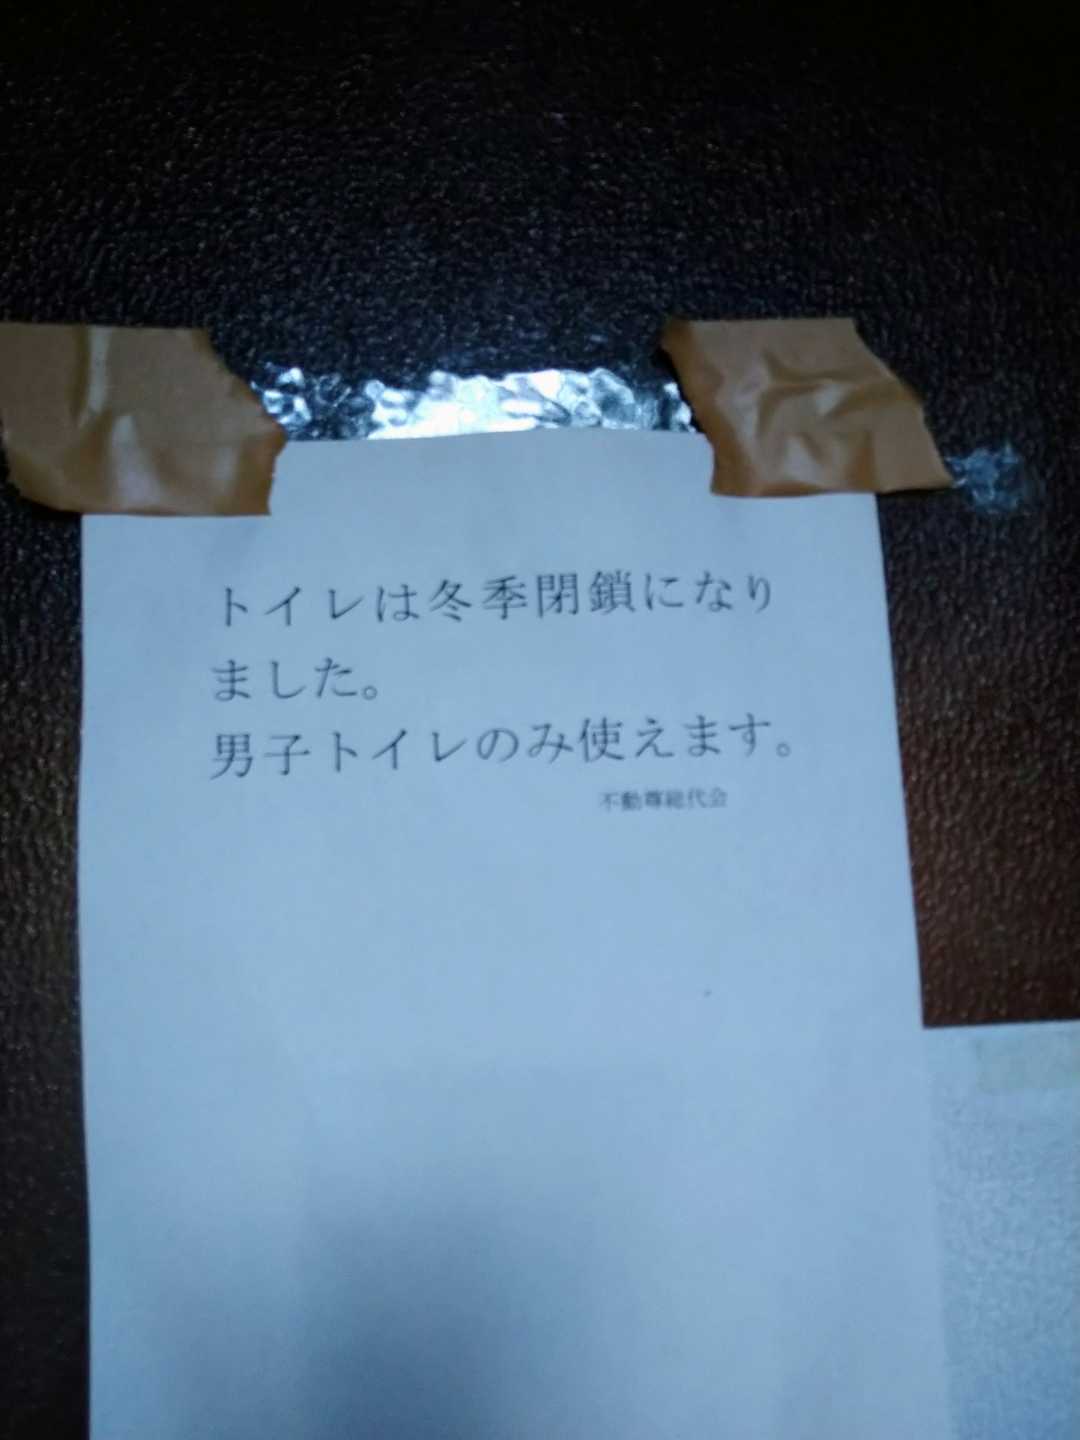 トイレは冬季閉鎖になり
ました。
男子トイレのみ使えます。
不動尊総代会